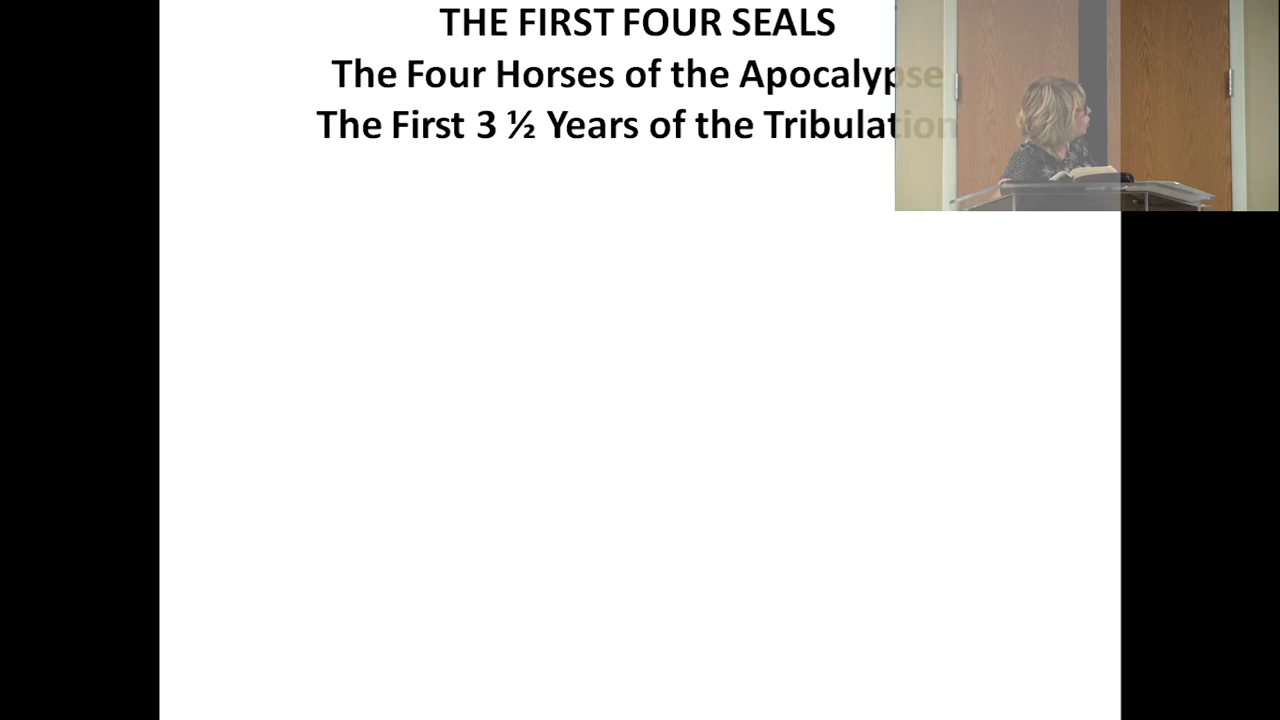 THE FIRST FOUR SEALS
The Four Horses of the Apocalypse
The First 3 ½ Years of the Tribulation